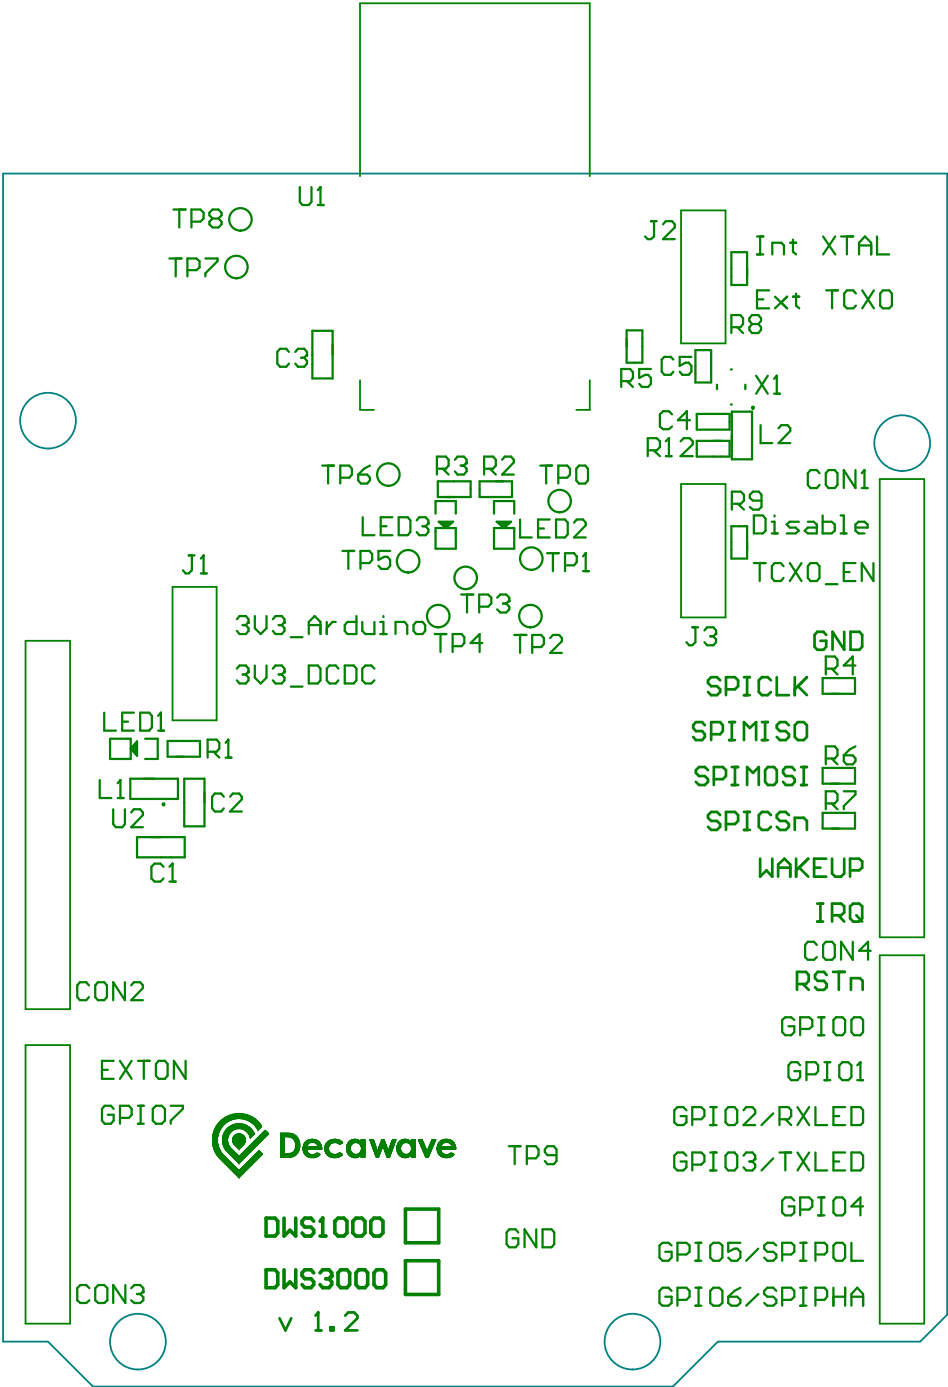 U1
TP8
J2
Int XTAL
TP7
Ext TCXO
R8
C3
C5
R5
X1
C4
L2
R12
R3
R2
TP6
TP0
CON1
R9
LED3
LED2
Disable
TP5
TP1
J1
TCXO_EN
TP3
3V3_Arduino
TP4
TP2
J3
GND
R4
3V3_DCDC
SPICLK
LED1
SPIMISO
R1
R6
SPIMOSI
L1
C2
R7
U2
SPICSn
C1
WAKEUP
IRQ
CON4
RSTn
CON2
GPIO0
EXTON
GPIO1
GPIO7
GPIO2/RXLED
Decawave
TP9
GPIO3/TXLED
GPIO4
DWS1000
GND
GPIO5/SPIPOL
DWS3000
CON3
GPIO6/SPIPHA
v 1.2